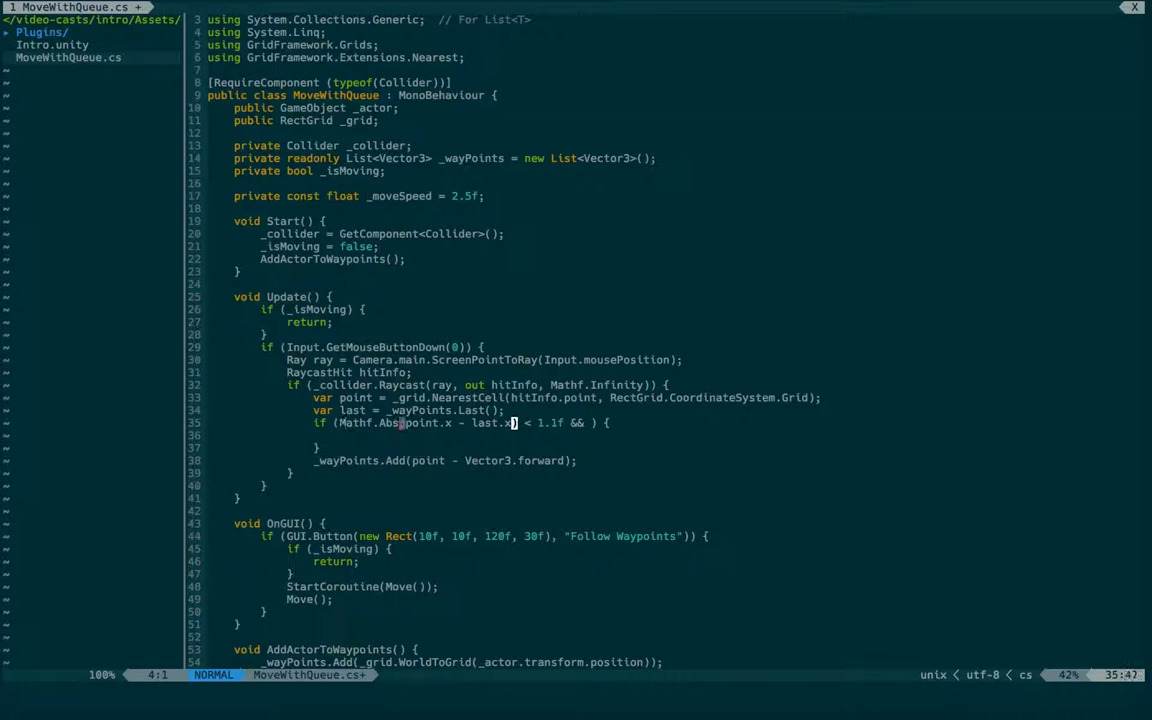 1 MoveWithQueue.cs + X
</video-casts/intro/Assets/
▸ Plugins/
Intro.unity
MoveWithQueue.cs
3 using System.Collections.Generic;  // For List<T>
4 using System.Linq;
5 using GridFramework.Grids;
6 using GridFramework.Extensions.Nearest;
7
8 [RequireComponent (typeof(Collider))]
9 public class MoveWithQueue : MonoBehaviour {
10     public GameObject _actor;
11     public RectGrid _grid;
12
13     private Collider _collider;
14     private readonly List<Vector3> _wayPoints = new List<Vector3>();
15     private bool _isMoving;
16
17     private const float _moveSpeed = 2.5f;
18
19     void Start() {
20         _collider = GetComponent<Collider>();
21         _isMoving = false;
22         AddActorToWaypoints();
23     }
24
25     void Update() {
26         if (_isMoving) {
27             return;
28         }
29         if (Input.GetMouseButtonDown(0)) {
30             Ray ray = Camera.main.ScreenPointToRay(Input.mousePosition);
31             RaycastHit hitInfo;
32             if (_collider.Raycast(ray, out hitInfo, Mathf.Infinity)) {
33                 var point = _grid.NearestCell(hitInfo.point, RectGrid.CoordinateSystem.Grid);
34                 var last = _wayPoints.Last();
35                 if (Mathf.Abs(point.x - last.x) < 1.1f && ) {
36
37                 }
38                 _wayPoints.Add(point - Vector3.forward);
39             }
40         }
41     }
42
43     void OnGUI() {
44         if (GUI.Button(new Rect(10f, 10f, 120f, 30f), "Follow Waypoints")) {
45             if (_isMoving) {
46                 return;
47             }
48             StartCoroutine(Move());
49             Move();
50         }
51     }
52
53     void AddActorToWaypoints() {
54         _wayPoints.Add(_grid.WorldToGrid(_actor.transform.position));
100% 4:1 NORMAL MoveWithQueue.cs+ unix < utf-8 < cs 42% 35:47